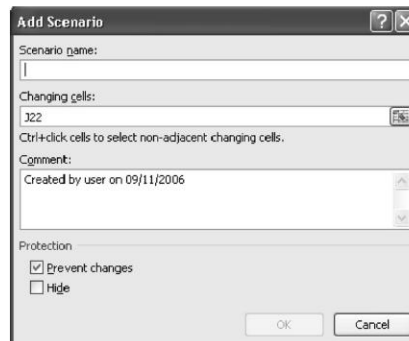 Add Scenario
Scenario name:
Changing cells:
J22
Ctrl+click cells to select non-adjacent changing cells.
Comment:
Created by user on 09/11/2006
Protection
Prevent changes
Hide
OK
Cancel